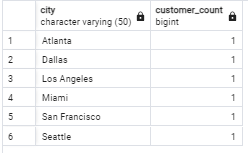 city customer_count
character varying (50) bigint
1 Atlanta 1
2 Dallas 1
3 Los Angeles 1
4 Miami 1
5 San Francisco 1
6 Seattle 1